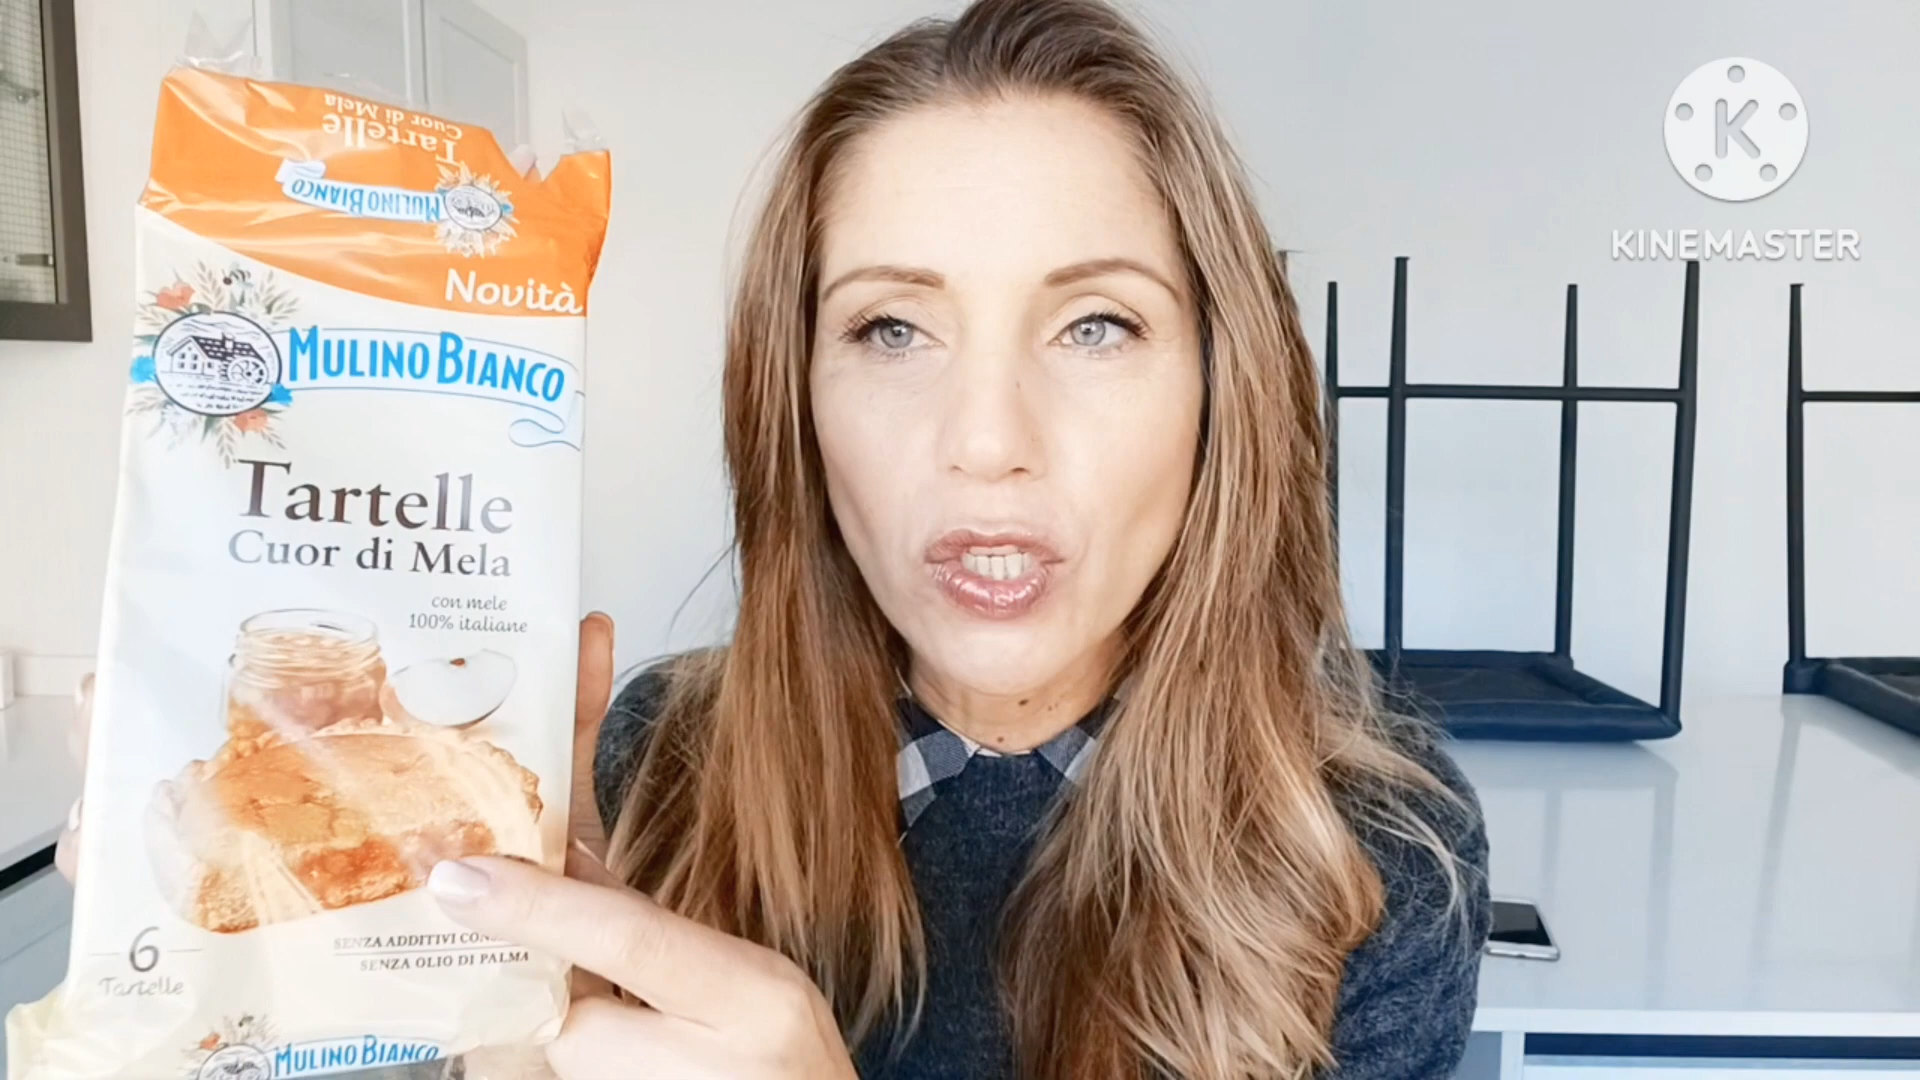 Tartelle
Cuor di Mela
MULINO BIANCO
Novità
MULINO BIANCO
Tartelle
Cuor di Mela
con mele
100% italiane
6
Tartelle
SENZA ADDITIVI
SENZA OLIO DI PALMA
MULINO BIANCO
K
KINEMASTER